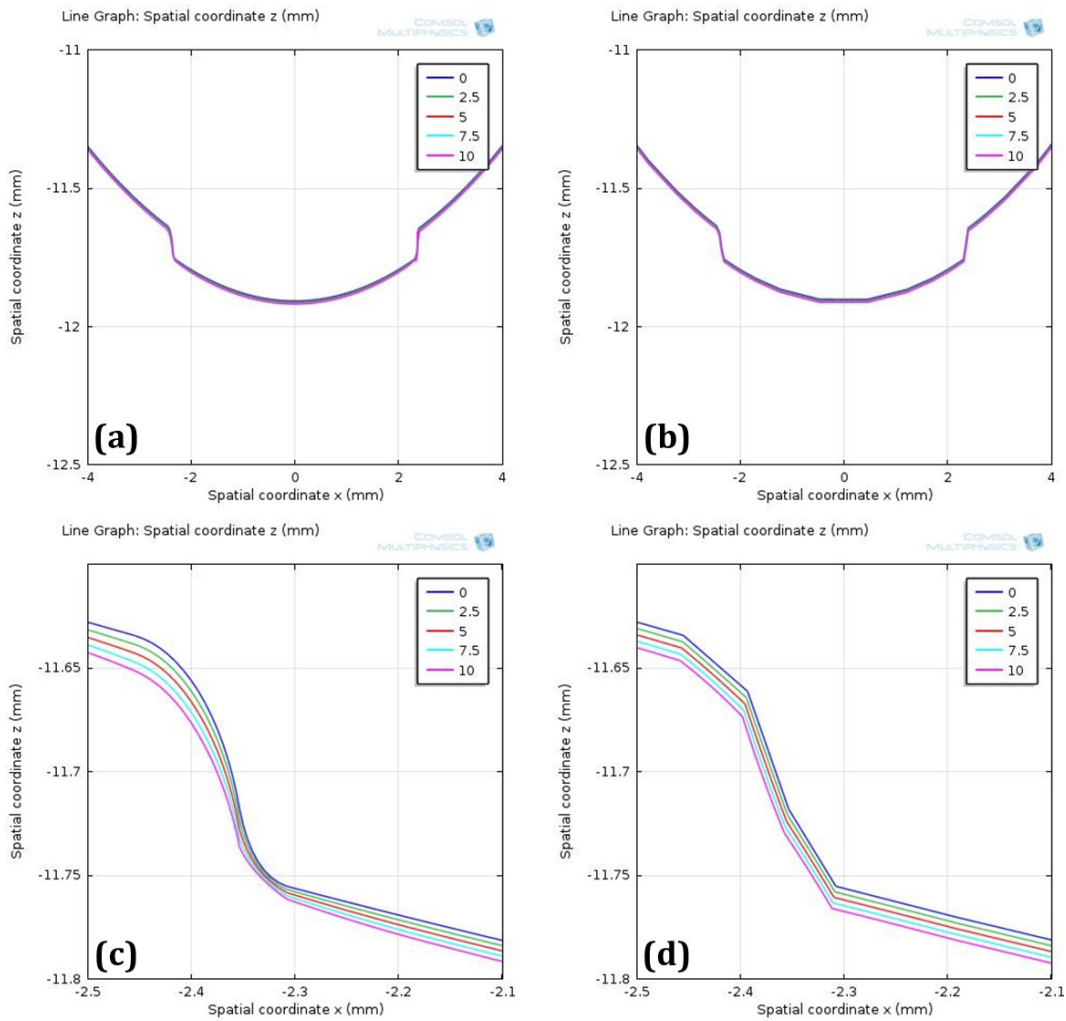 Line Graph: Spatial coordinate z (mm)
COMSOL
MULTIPHYSICS
Spatial coordinate z (mm)
-11
-11.5
-12
-12.5
0
2.5
5
7.5
10
(a)
-4
-2
0
2
4
Spatial coordinate x (mm)
Line Graph: Spatial coordinate z (mm)
COMSOL
MULTIPHYSICS
Spatial coordinate z (mm)
-11
-11.5
-12
-12.5
0
2.5
5
7.5
10
(b)
-4
-2
0
2
4
Spatial coordinate x (mm)
Line Graph: Spatial coordinate z (mm)
COMSOL
MULTIPHYSICS
Spatial coordinate z (mm)
-11.65
-11.7
-11.75
-11.8
0
2.5
5
7.5
10
(c)
-2.5
-2.4
-2.3
-2.2
-2.1
Spatial coordinate x (mm)
Line Graph: Spatial coordinate z (mm)
COMSOL
MULTIPHYSICS
Spatial coordinate z (mm)
-11.65
-11.7
-11.75
-11.8
0
2.5
5
7.5
10
(d)
-2.5
-2.4
-2.3
-2.2
-2.1
Spatial coordinate x (mm)